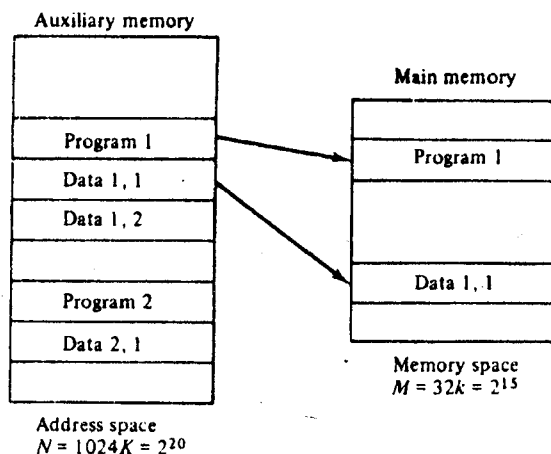 Auxiliary memory
Program 1
Data 1, 1
Data 1, 2
Program 2
Data 2, 1
Address space
N = 1024K = 2²⁰
Main memory
Program 1
Data 1, 1
Memory space
M = 32k = 2¹⁵